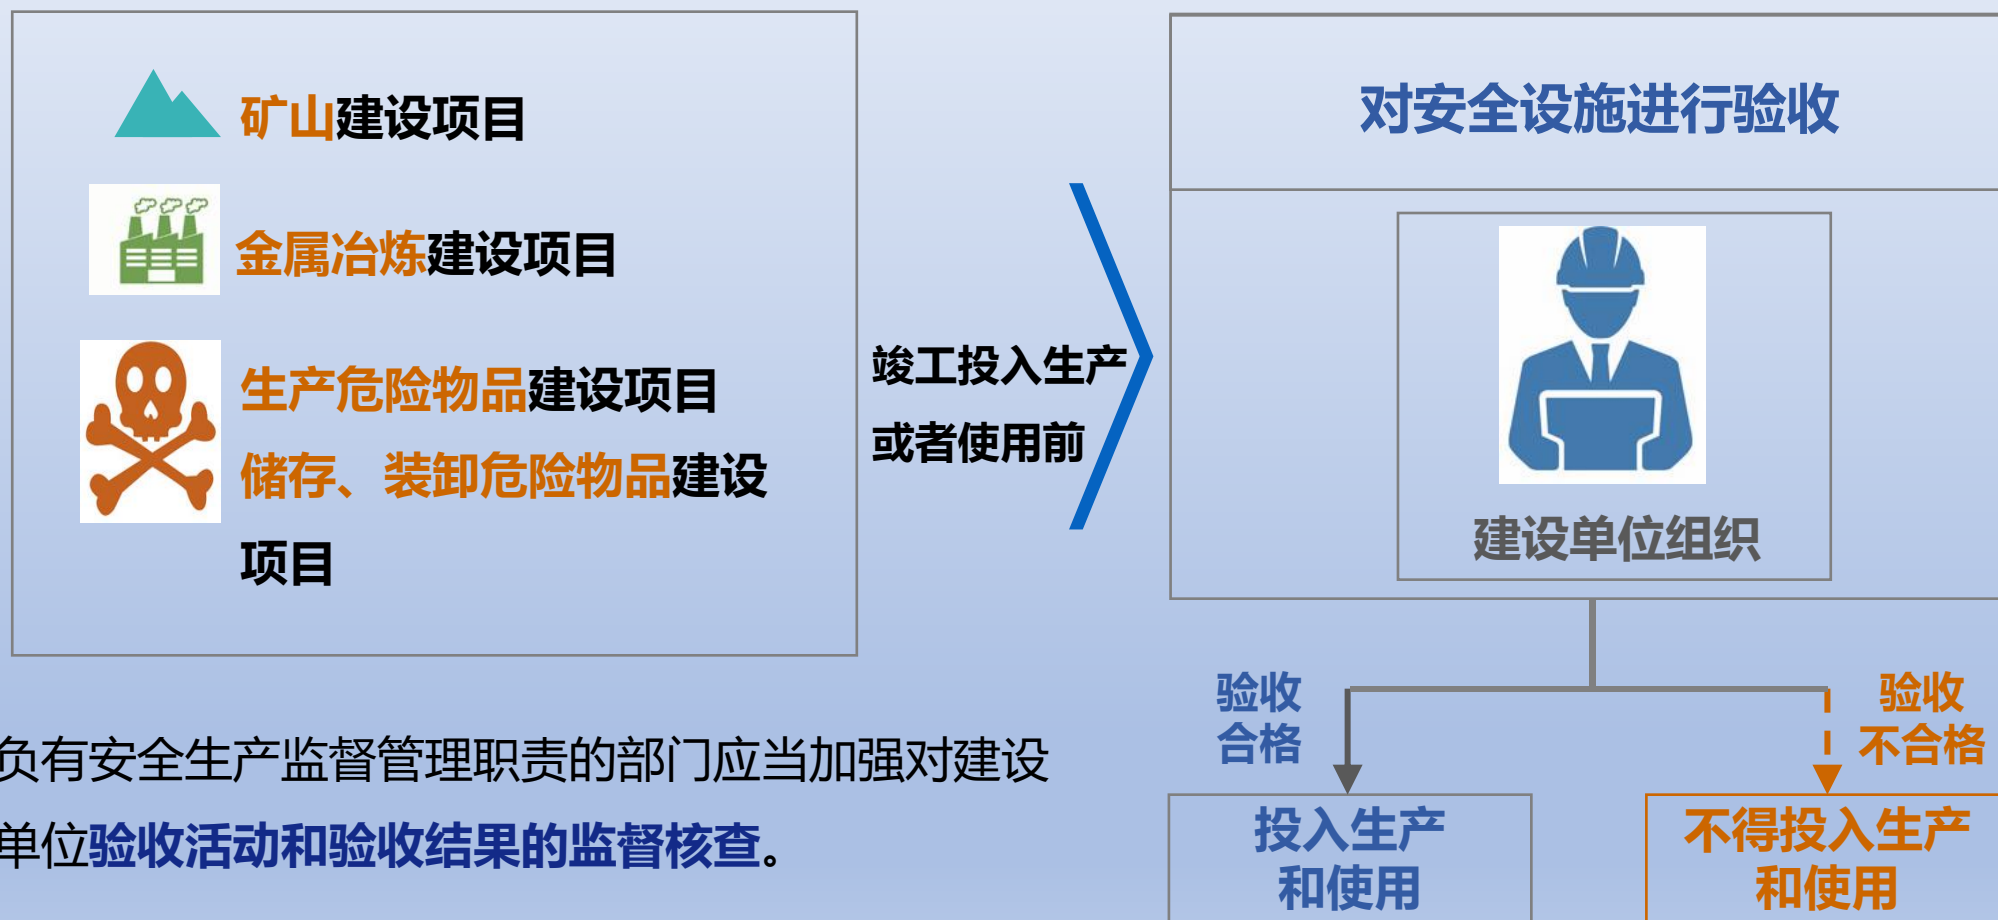 矿山建设项目
金属冶炼建设项目
生产危险物品建设项目
储存、装卸危险物品建设
项目
竣工投入生产
或者使用前
对安全设施进行验收
建设单位组织
验收
合格
验收
不合格
投入生产
和使用
不得投入生产
和使用
负有安全生产监督管理职责的部门应当加强对建设
单位验收活动和验收结果的监督核查。